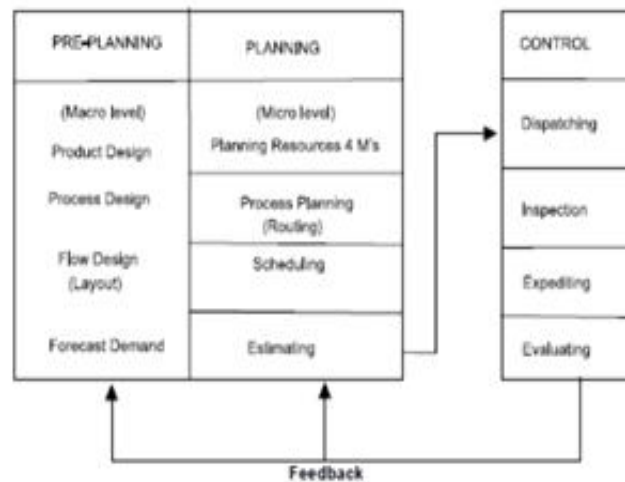 PRE-PLANNING
(Macro level)
Product Design
Process Design
Flow Design
(Layout)
Forecast Demand
PLANNING
(Micro level)
Planning Resources 4 M's
Process Planning
(Routing)
Scheduling
Estimating
CONTROL
Dispatching
Inspection
Expediting
Evaluating
Feedback